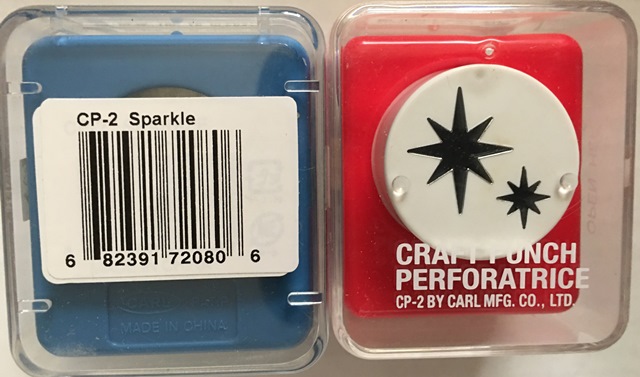 CP-2 Sparkle
6 82391 72080 6
MADE IN CHINA
CRAFT PUNCH
PERFORATRICE
CP-2 BY CARL MFG. CO., LTD.